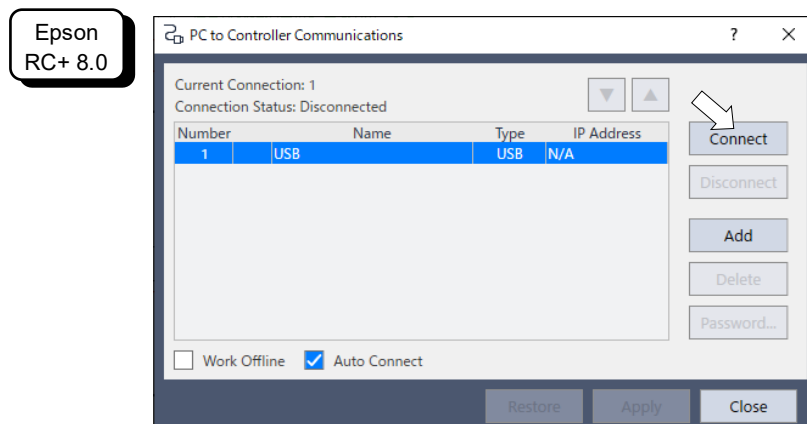 Epson
RC+ 8.0
PC to Controller Communications
?
Current Connection: 1
Connection Status: Disconnected
Number Name Type IP Address
1 USB USB N/A
Connect
Disconnect
Add
Delete
Password...
Work Offline Auto Connect
Restore Apply Close